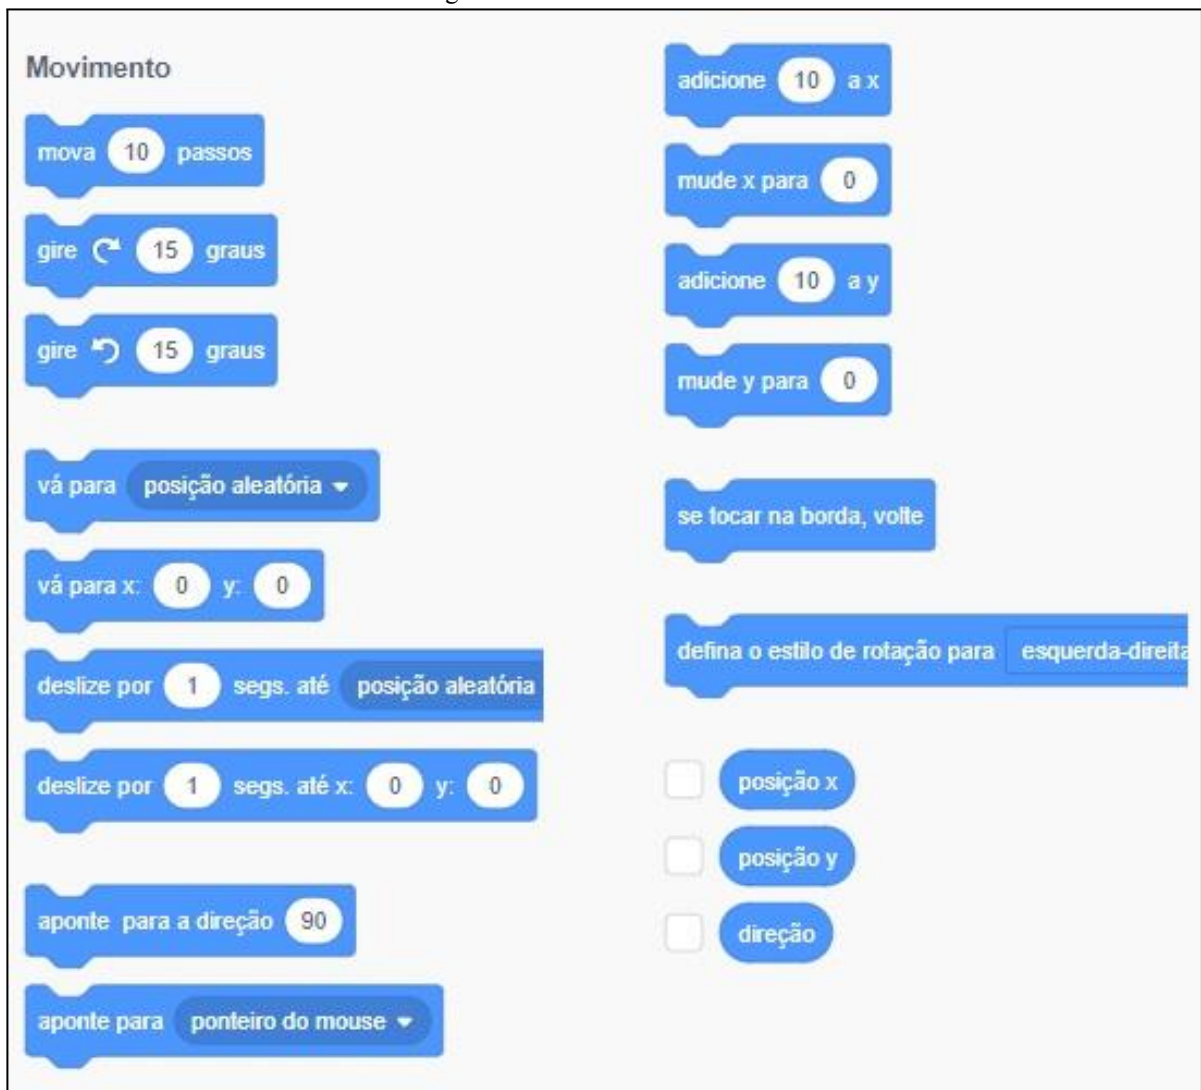 Movimento
mova 10 passos
gire 15 graus
gire 15 graus
vá para posição aleatória
vá para x: 0 y: 0
deslize por 1 segs. até posição aleatória
deslize por 1 segs. até x: 0 y: 0
aponte para a direção 90
aponte para ponteiro do mouse
adicione 10 a x
mude x para 0
adicione 10 a y
mude y para 0
se tocar na borda, volte
defina o estilo de rotação para esquerda-direita
posição x
posição y
direção